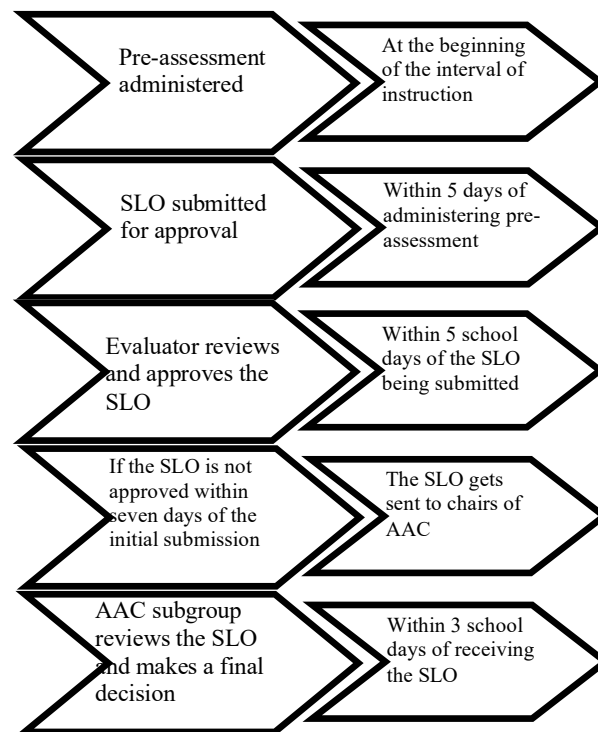 Pre-assessment
administered
At the beginning
of the interval of
instruction
SLO submitted
for approval
Within 5 days of
administering pre-
assessment
Evaluator reviews
and approves the
SLO
Within 5 school
days of the SLO
being submitted
If the SLO is not
approved within
seven days of the
initial submission
The SLO gets
sent to chairs of
AAC
AAC subgroup
reviews the SLO
and makes a final
decision
Within 3 school
days of receiving
the SLO